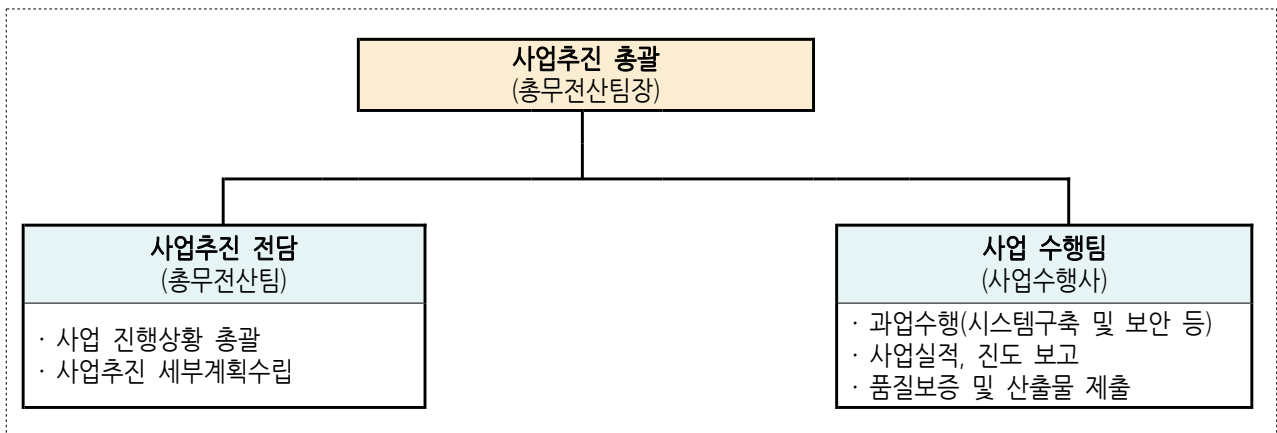 사업추진 총괄
(총무전산팀장)
사업추진 전담
(총무전산팀)
· 사업 진행상황 총괄
· 사업추진 세부계획수립
사업 수행팀
(사업수행사)
· 과업수행(시스템구축 및 보안 등)
· 사업실적, 진도 보고
· 품질보증 및 산출물 제출